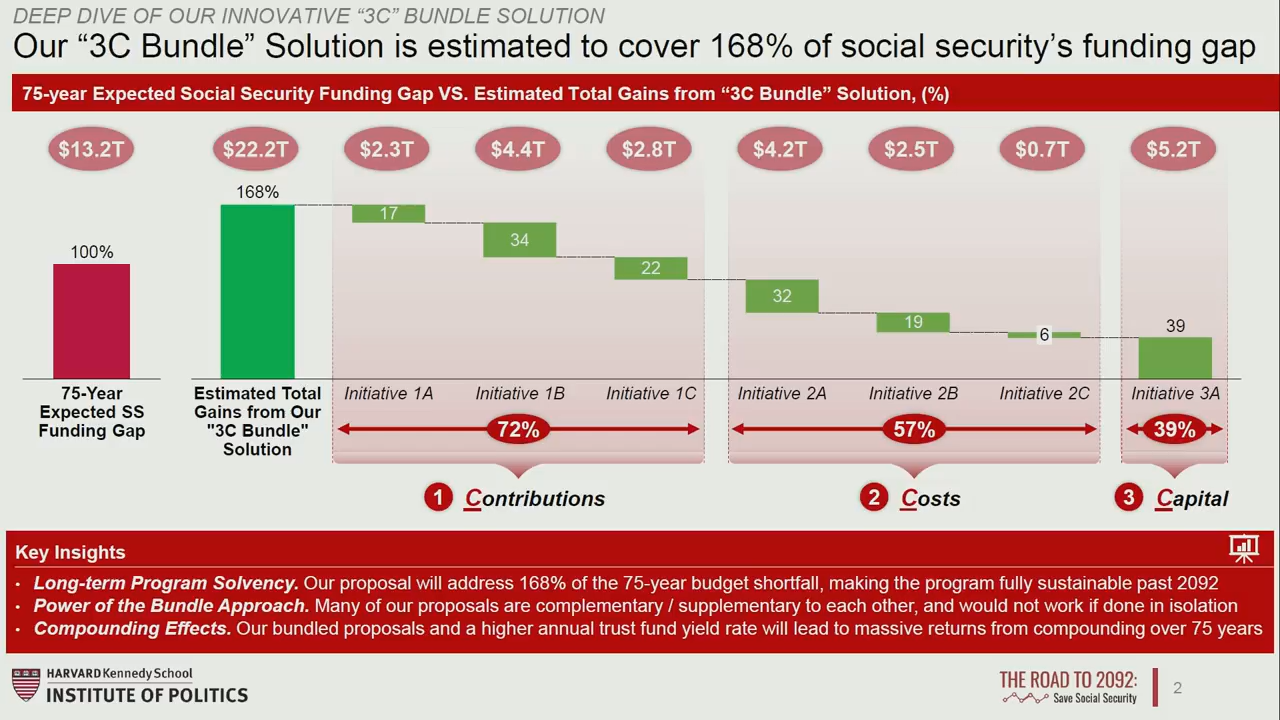 DEEP DIVE OF OUR INNOVATIVE “3C” BUNDLE SOLUTION
Our “3C Bundle” Solution is estimated to cover 168% of social security’s funding gap
75-year Expected Social Security Funding Gap VS. Estimated Total Gains from “3C Bundle” Solution, (%)
$13.2T $22.2T $2.3T $4.4T $2.8T $4.2T $2.5T $0.7T $5.2T
168%
17
100%
34
22
32
19
6
39
75-Year
Expected SS
Funding Gap
Estimated Total
Gains from Our
"3C Bundle"
Solution
Initiative 1A Initiative 1B Initiative 1C Initiative 2A Initiative 2B Initiative 2C Initiative 3A
72% 57% 39%
1 Contributions 2 Costs 3 Capital
Key Insights
• Long-term Program Solvency. Our proposal will address 168% of the 75-year budget shortfall, making the program fully sustainable past 2092
• Power of the Bundle Approach. Many of our proposals are complementary / supplementary to each other, and would not work if done in isolation
• Compounding Effects. Our bundled proposals and a higher annual trust fund yield rate will lead to massive returns from compounding over 75 years
HARVARD Kennedy School
INSTITUTE OF POLITICS
THE ROAD TO 2092:
Save Social Security
2